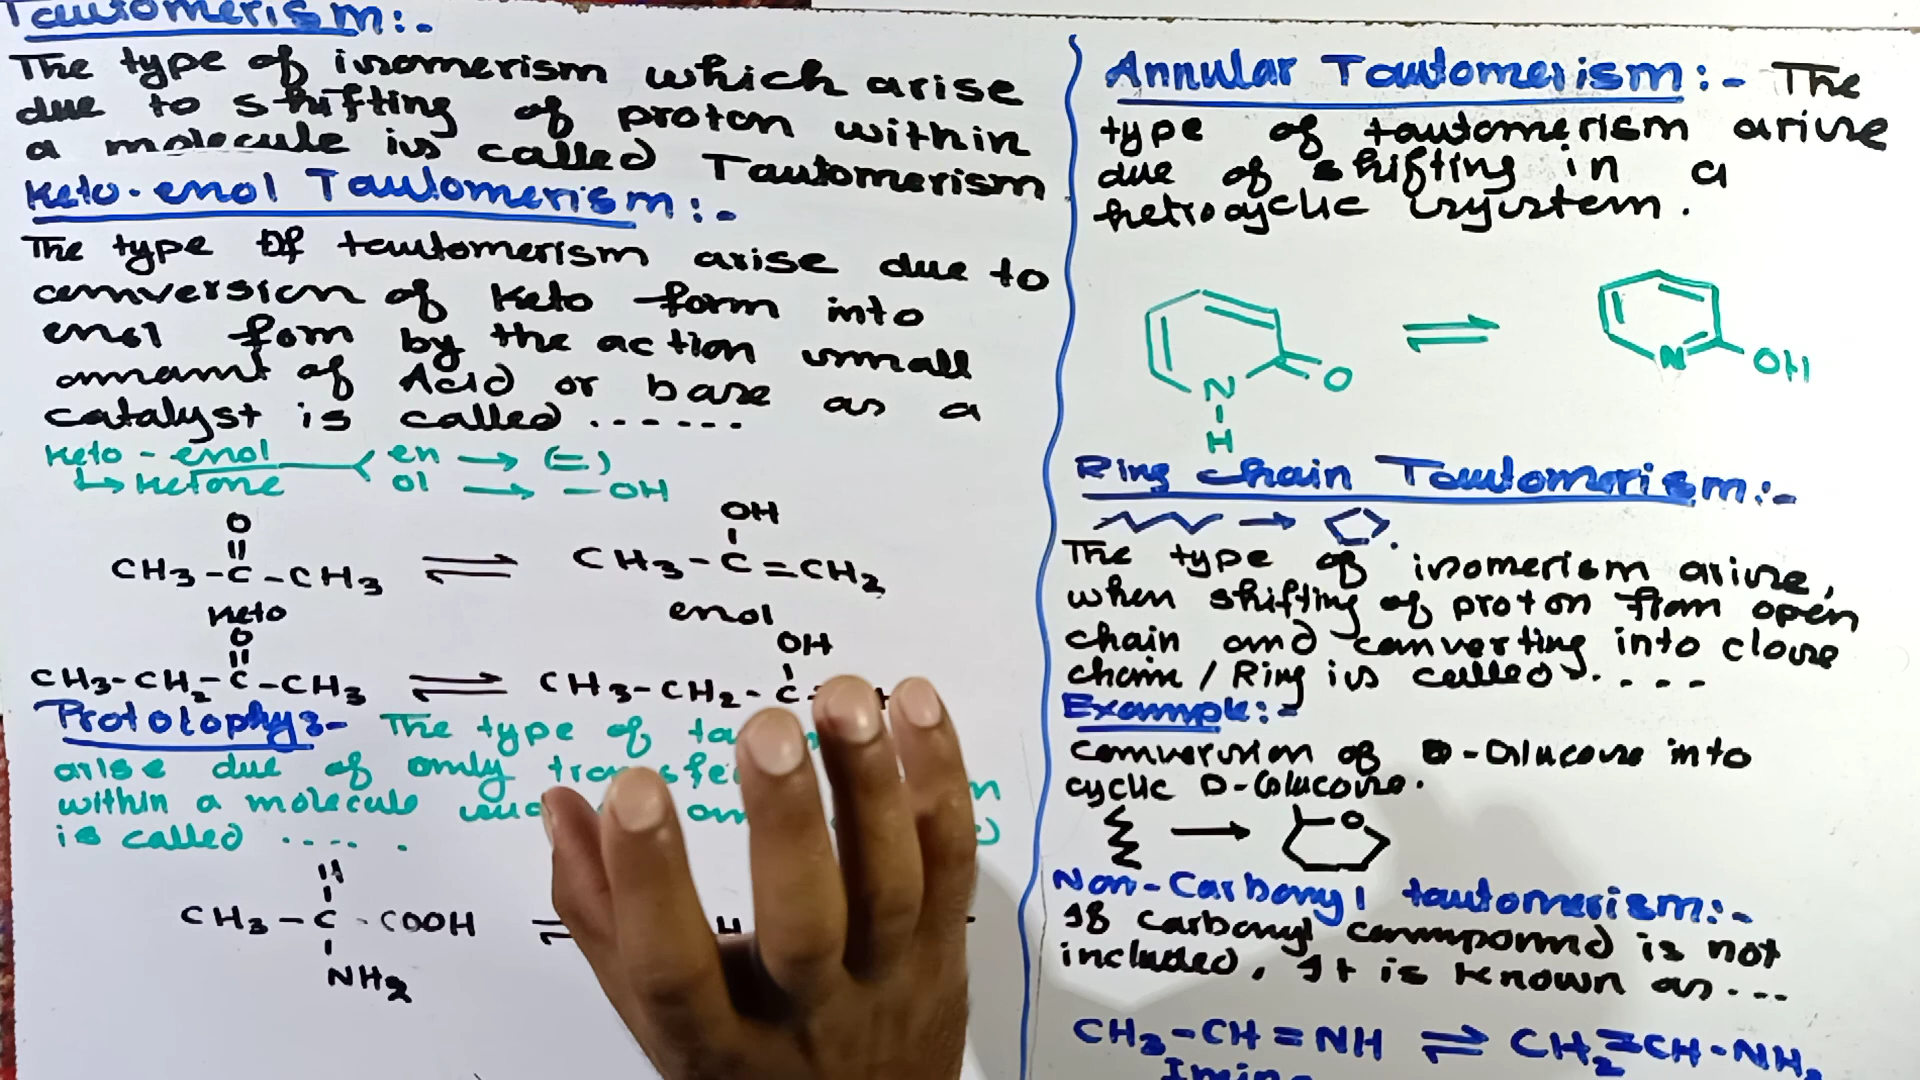 Tautomerism:-
The type of isomerism which arise
due to shifting of proton within
a molecule is called Tautomerism
Keto-enol Tautomerism:-
The type of tautomerism arise due to
conversion of Keto form into
enol form by the action small
amamt of Acid or base as a
catalyst is called ......
Keto - enol < en → (=)
↳ Ketone ol → -OH
O OH
CH3-C-CH3 ⇌ CH3-C=CH2
Keto enol
O OH
CH3-CH2-C-CH3 ⇌ CH3-CH2-C
Prototophy:- The type of
arise due of only
within a molecule
is called .....
CH3-C-COOH ⇌
NH2
Annular Tautomerism:- The
type of tautomerism arise
due of shifting in a
hetrocyclic system.
N O ⇌ N OH
H
Ring chain Tautomerism:-
The type of isomerism arise,
when shifting of proton from open
chain and converting into close
chain / Ring is called.....
Example:-
Conversion of D-Glucose into
cyclic D-Glucose.
→ O
Non-Carbonyl tautomerism:-
If carbonyl compound is not
included. It is known as...
CH3-CH=NH ⇌ CH2=CH-NH2